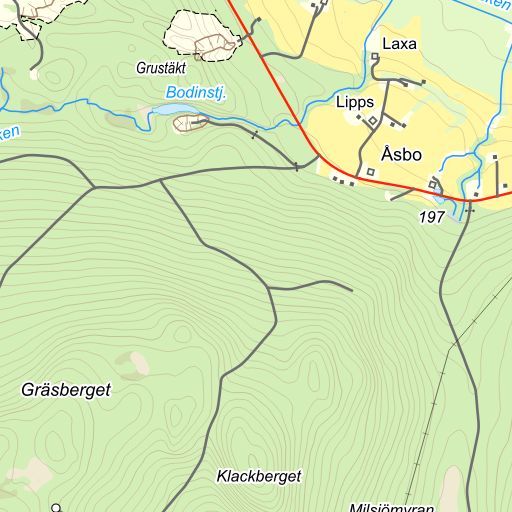 Laxa
Grustäkt
Bodinstj.
Lipps
Åsbo
197
Gräsberget
Klackberget
Milsjömyran